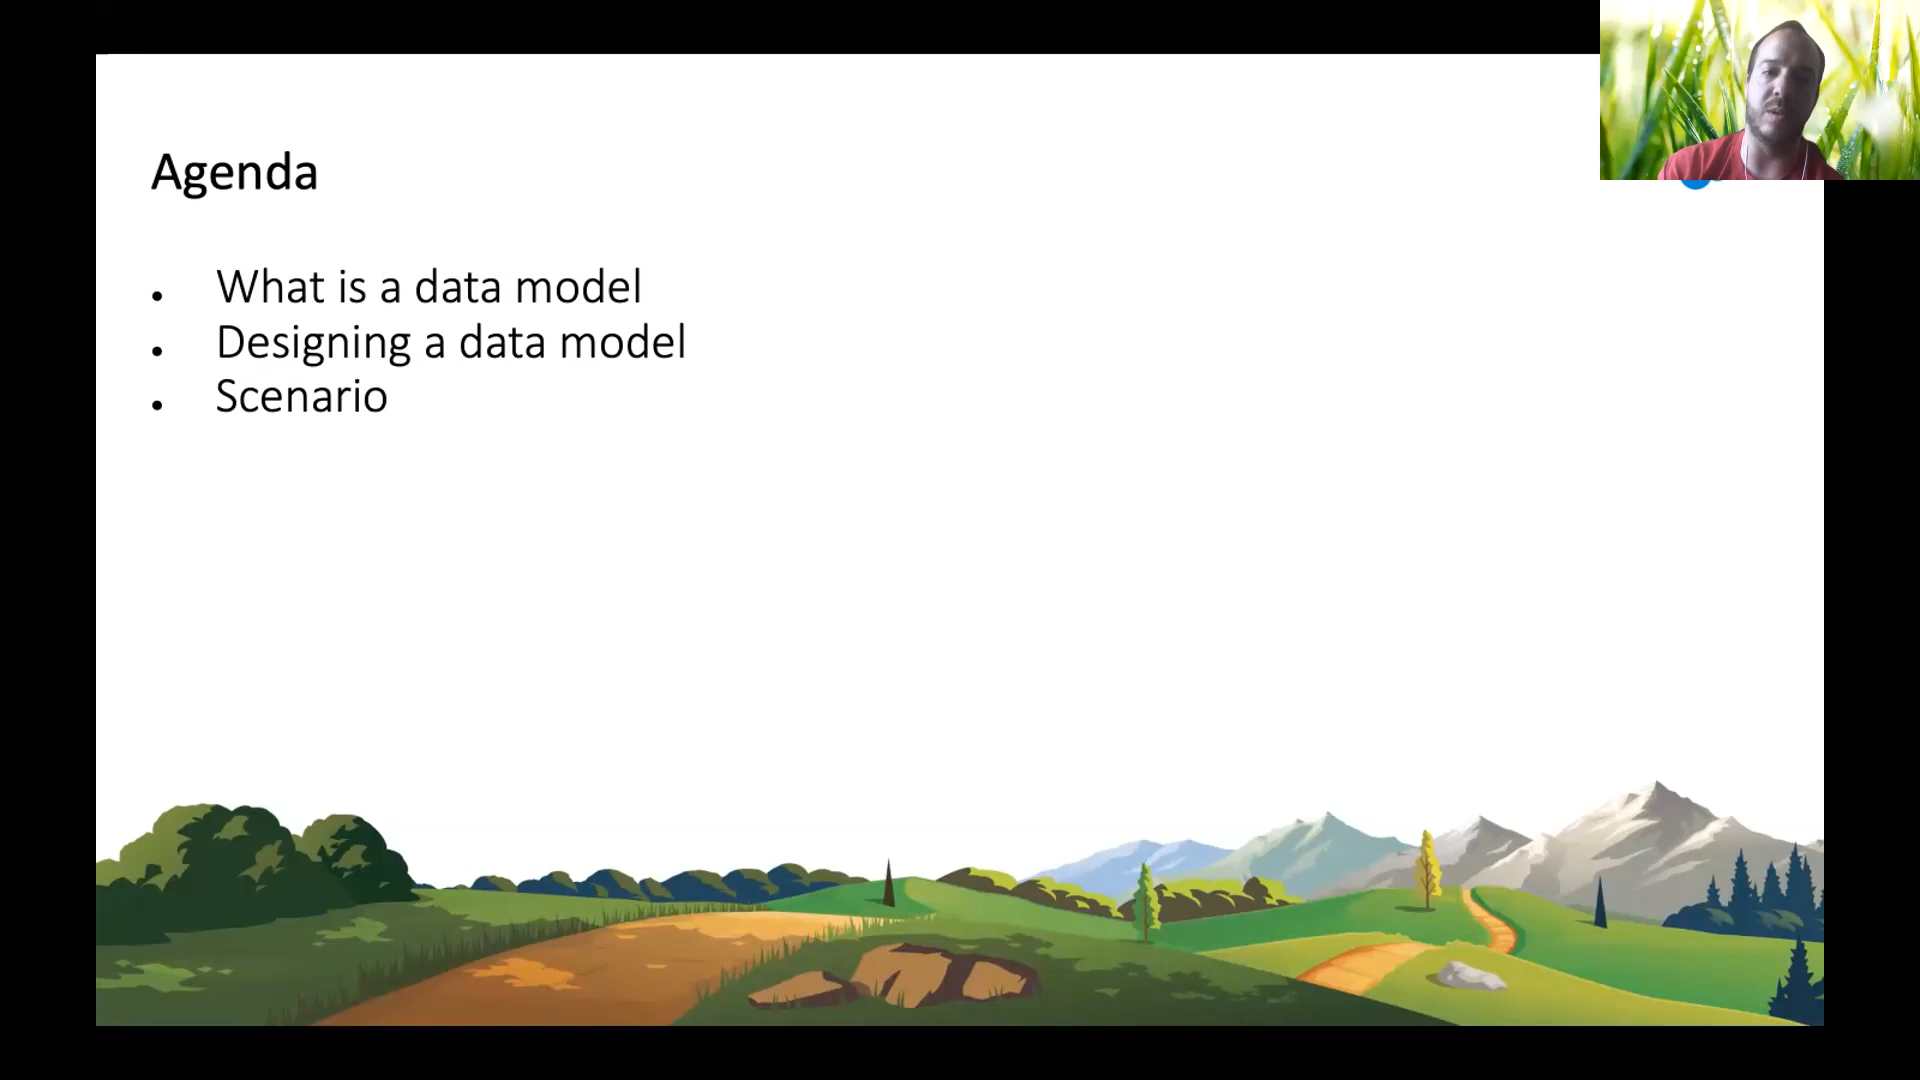 Agenda
• What is a data model
• Designing a data model
• Scenario